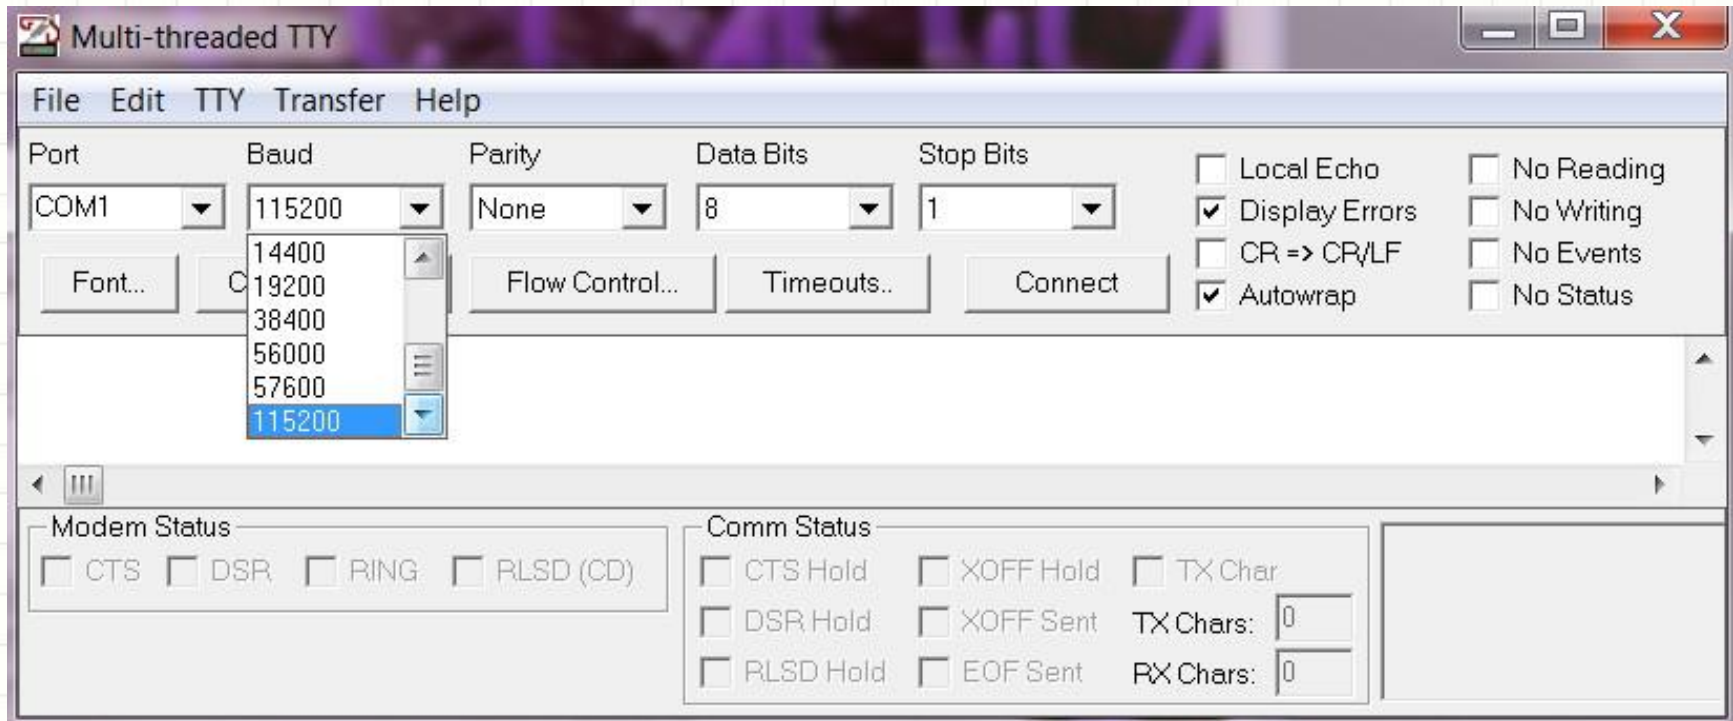 Multi-threaded TTY
File Edit TTY Transfer Help
Port Baud Parity Data Bits Stop Bits
COM1 115200 None 8 1
Local Echo No Reading
Display Errors No Writing
CR => CR/LF No Events
Autowrap No Status
Font... C Flow Control... Timeouts.. Connect
14400
19200
38400
56000
57600
115200
Modem Status
CTS DSR RING RLSD (CD)
Comm Status
CTS Hold XOFF Hold TX Char
DSR Hold XOFF Sent TX Chars: 0
RLSD Hold EOF Sent RX Chars: 0